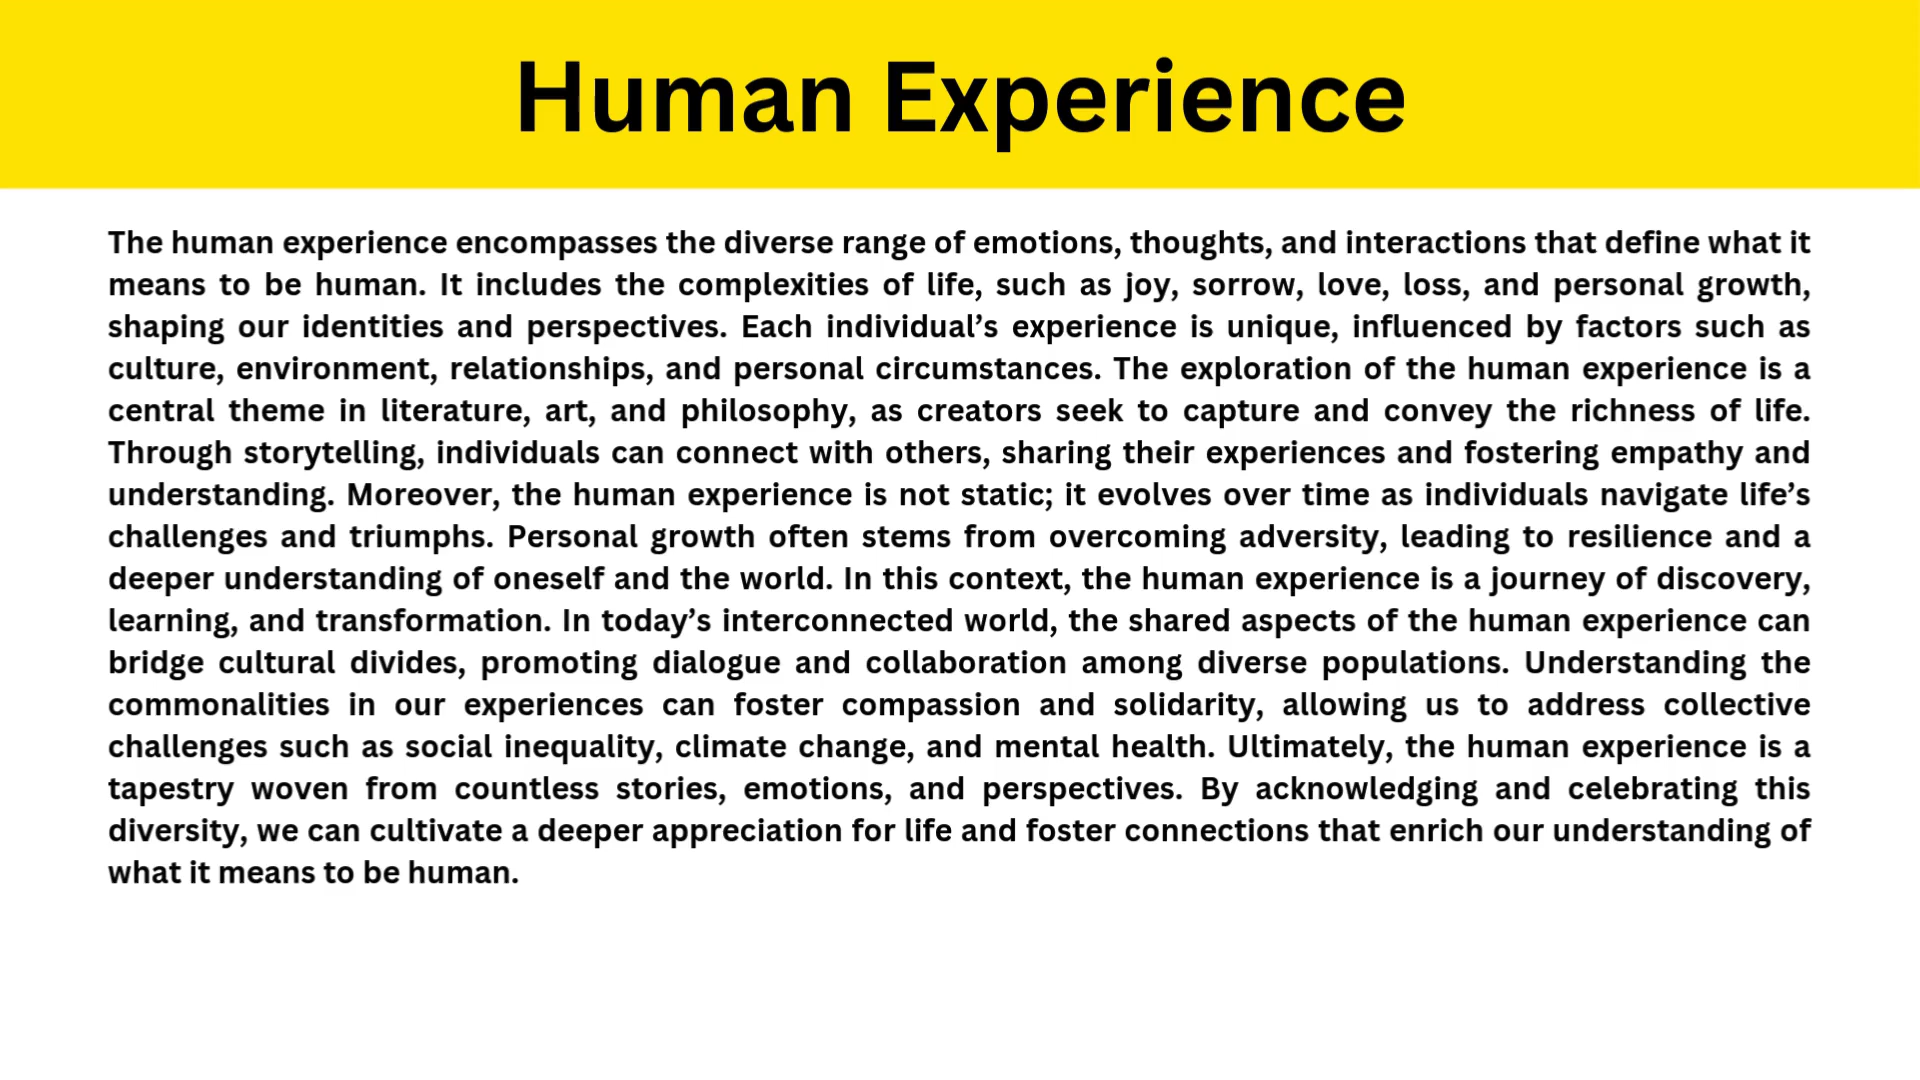 Human Experience
The human experience encompasses the diverse range of emotions, thoughts, and interactions that define what it
means to be human. It includes the complexities of life, such as joy, sorrow, love, loss, and personal growth,
shaping our identities and perspectives. Each individual’s experience is unique, influenced by factors such as
culture, environment, relationships, and personal circumstances. The exploration of the human experience is a
central theme in literature, art, and philosophy, as creators seek to capture and convey the richness of life.
Through storytelling, individuals can connect with others, sharing their experiences and fostering empathy and
understanding. Moreover, the human experience is not static; it evolves over time as individuals navigate life’s
challenges and triumphs. Personal growth often stems from overcoming adversity, leading to resilience and a
deeper understanding of oneself and the world. In this context, the human experience is a journey of discovery,
learning, and transformation. In today’s interconnected world, the shared aspects of the human experience can
bridge cultural divides, promoting dialogue and collaboration among diverse populations. Understanding the
commonalities in our experiences can foster compassion and solidarity, allowing us to address collective
challenges such as social inequality, climate change, and mental health. Ultimately, the human experience is a
tapestry woven from countless stories, emotions, and perspectives. By acknowledging and celebrating this
diversity, we can cultivate a deeper appreciation for life and foster connections that enrich our understanding of
what it means to be human.